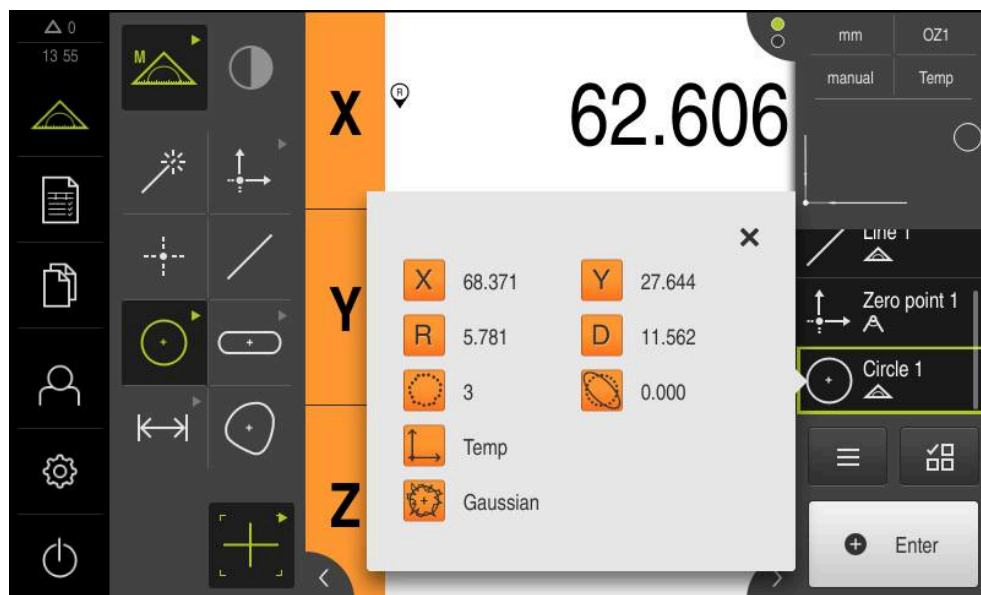 0
13 55
M
X
R
62.606
Y
Z
mm
OZ1
manual
Temp
X
68.371
Y
27.644
R
5.781
D
11.562
3
0.000
Temp
Gaussian
Line 1
Zero point 1
Circle 1
Enter